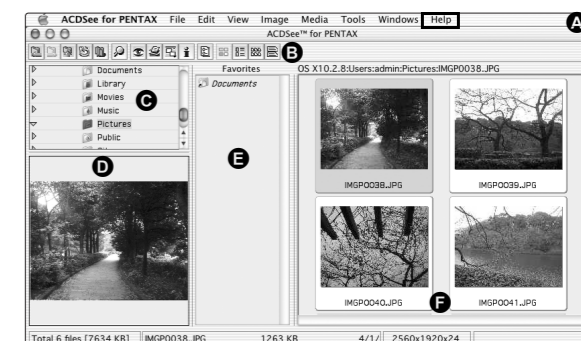 ACDSee for PENTAX File Edit View Image Media Tools Windows Help A
ACDSee™ for PENTAX
B
Documents
Library
Movies
Music
Pictures
Public
C
D
Favorites
Documents
E
OS X10.2.8:Users:admin:Pictures:IMGP0038.JPG
IMGP0038.JPG IMGP0039.JPG
IMGP0040.JPG F IMGP0041.JPG
Total 6 files [7634 KB] IMGP0038.JPG 1263 KB 4/1/ 2560x1920x24